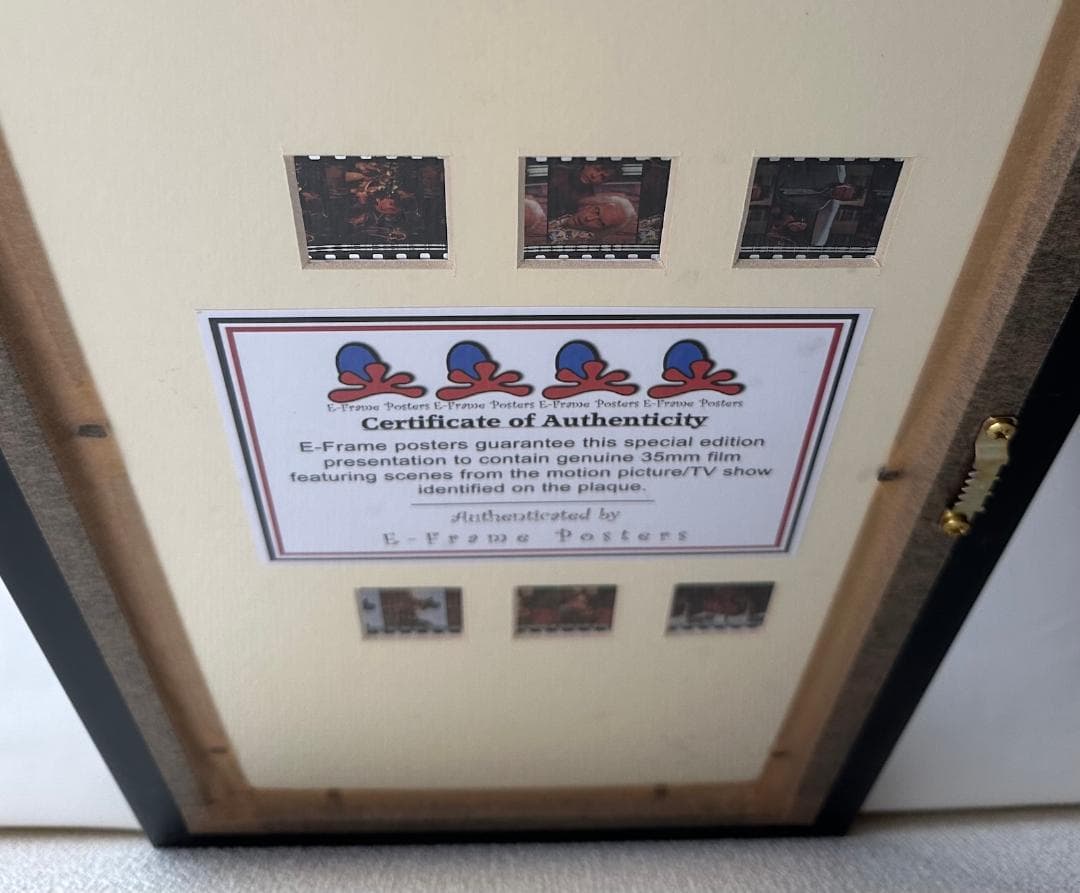 E-Frame Posters E-Frame Posters E-Frame Posters E-Frame Posters
Certificate of Authenticity
E-Frame posters guarantee this special edition
presentation to contain genuine 35mm film
featuring scenes from the motion picture/TV show
identified on the plaque.
Authenticated by
E-Frame Posters